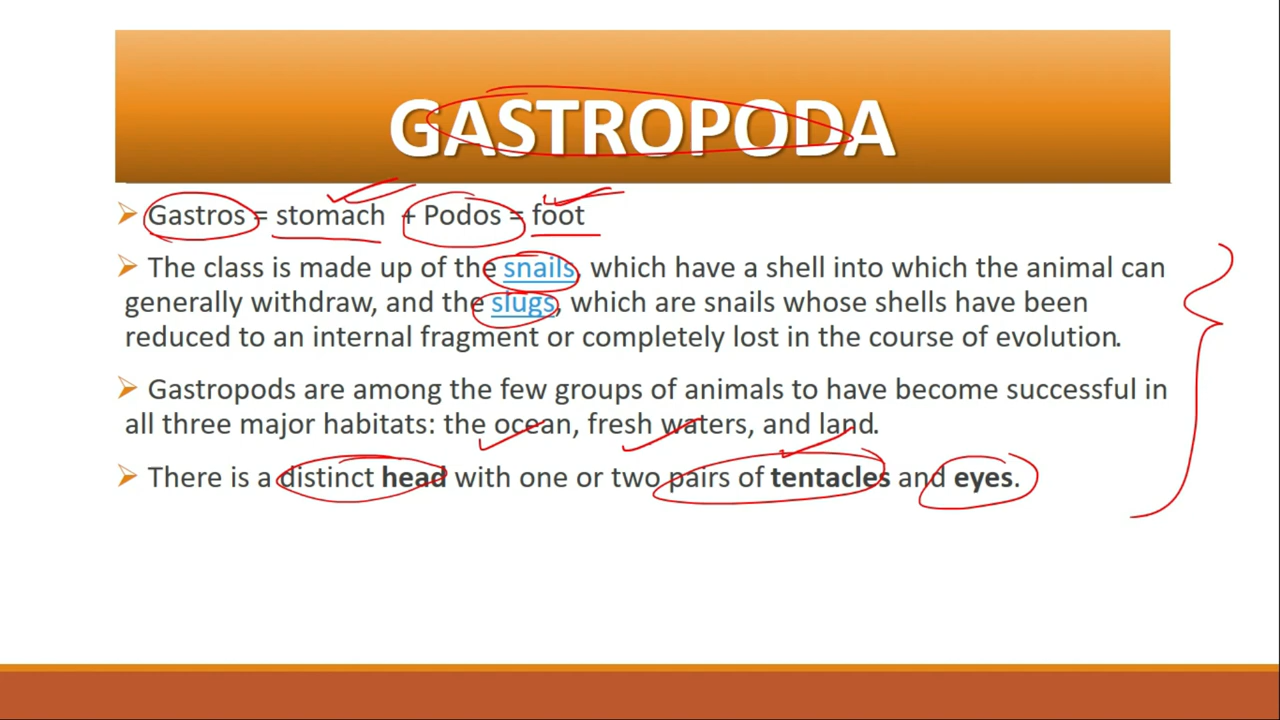 GASTROPODA
Gastros = stomach + Podos = foot
The class is made up of the snails, which have a shell into which the animal can
generally withdraw, and the slugs, which are snails whose shells have been
reduced to an internal fragment or completely lost in the course of evolution.
Gastropods are among the few groups of animals to have become successful in
all three major habitats: the ocean, fresh waters, and land.
There is a distinct head with one or two pairs of tentacles and eyes.